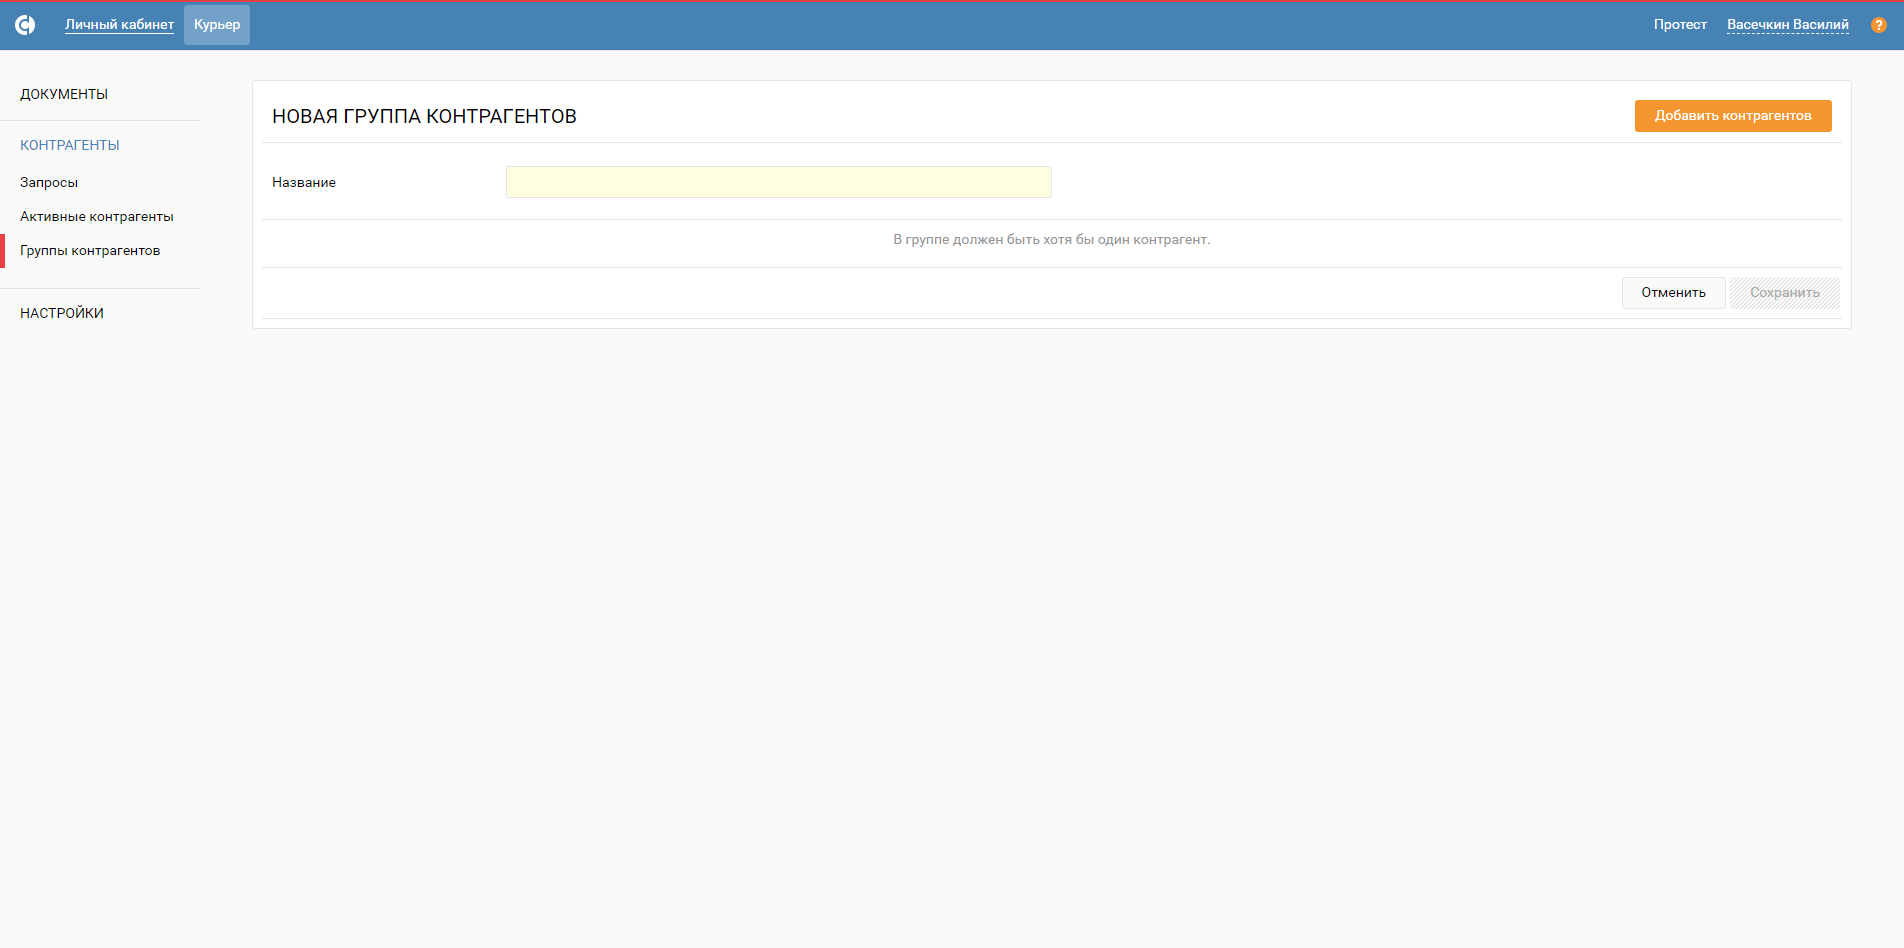 Личный кабинет Курьер Протест Васечкин Василий ?
ДОКУМЕНТЫ
КОНТРАГЕНТЫ
Запросы
Активные контрагенты
Группы контрагентов
НАСТРОЙКИ
НОВАЯ ГРУППА КОНТРАГЕНТОВ Добавить контрагентов
Название
В группе должен быть хотя бы один контрагент.
Отменить Сохранить